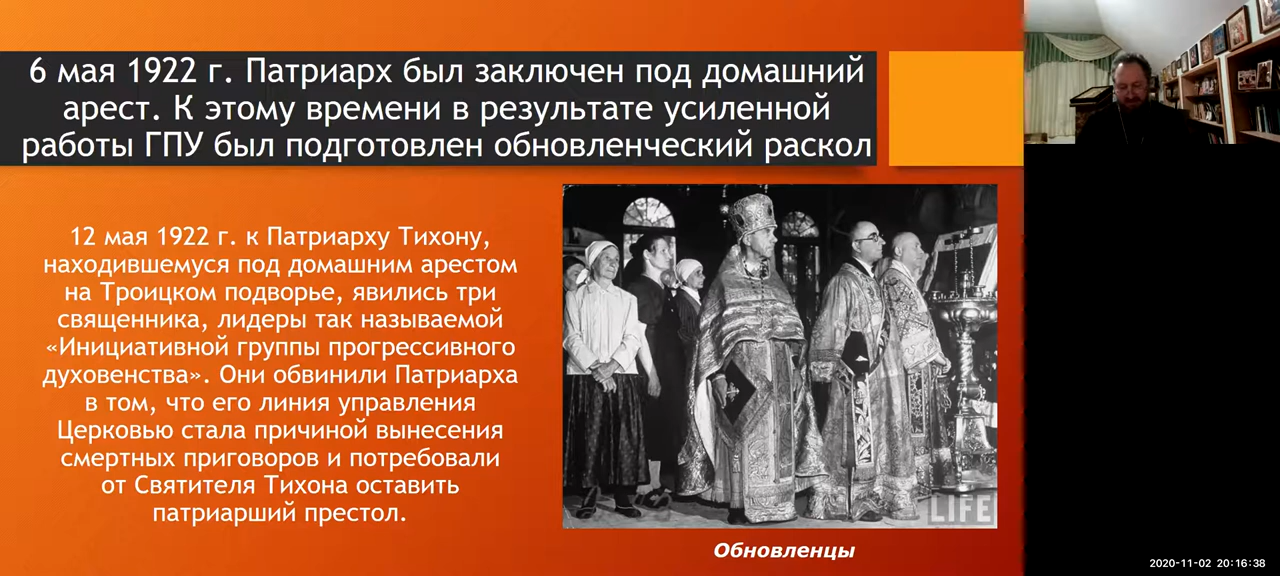 6 мая 1922 г. Патриарх был заключен под домашний
арест. К этому времени в результате усиленной
работы ГПУ был подготовлен обновленческий раскол
12 мая 1922 г. к Патриарху Тихону,
находившемуся под домашним арестом
на Троицком подворье, явились три
священника, лидеры так называемой
«Инициативной группы прогрессивного
духовенства». Они обвинили Патриарха
в том, что его линия управления
Церковью стала причиной вынесения
смертных приговоров и потребовали
от Святителя Тихона оставить
патриарший престол.
LIFE
Обновленцы
2020-11-02 20:16:38